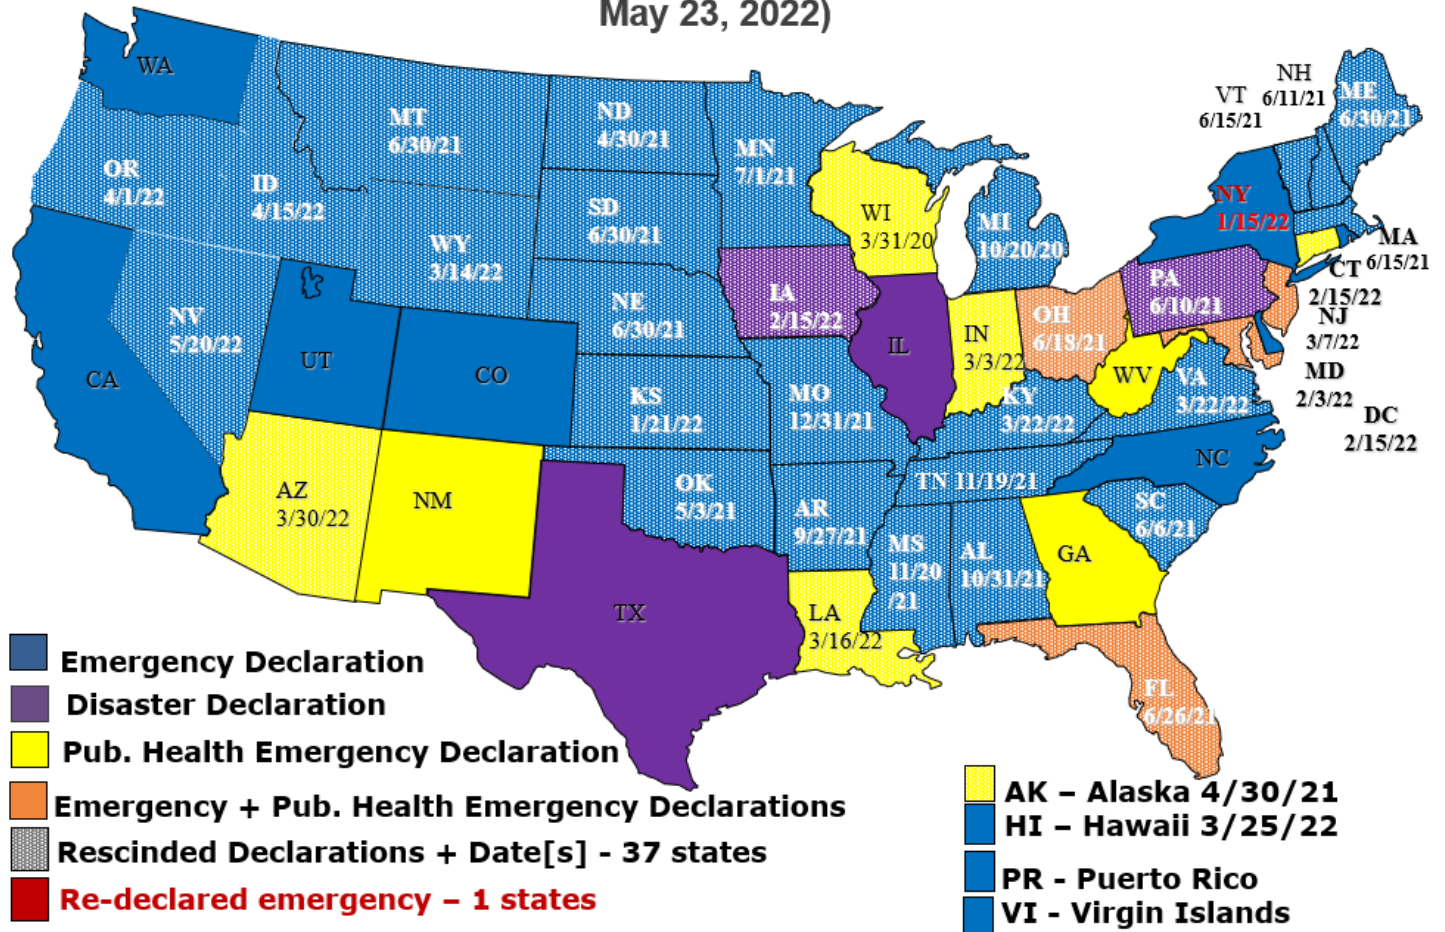 May 23, 2022)
WA
MT
6/30/21
ND
4/30/21
MN
7/1/21
VT
6/15/21
NH
6/11/21
ME
6/30/21
OR
4/1/22
ID
4/15/22
WY
3/14/22
SD
6/30/21
WI
3/31/20
MI
10/20/20
NY
1/15/22
MA
6/15/21
CT
2/15/22
NJ
3/7/22
MD
2/3/22
DC
2/15/22
NV
5/20/22
NE
6/30/21
IA
2/15/22
PA
6/10/21
OH
6/18/21
IN
3/3/22
IL
CA
UT
CO
KS
1/21/22
MO
12/31/21
KY
3/22/22
WV
VA
3/22/22
NC
AZ
3/30/22
NM
OK
5/3/21
AR
9/27/21
TN 11/19/21
SC
6/6/21
MS
11/20
/21
AL
10/31/21
GA
TX
LA
3/16/22
FL
6/26/21
Emergency Declaration
Disaster Declaration
Pub. Health Emergency Declaration
Emergency + Pub. Health Emergency Declarations
Rescinded Declarations + Date[s] - 37 states
Re-declared emergency – 1 states
AK – Alaska 4/30/21
HI – Hawaii 3/25/22
PR - Puerto Rico
VI - Virgin Islands